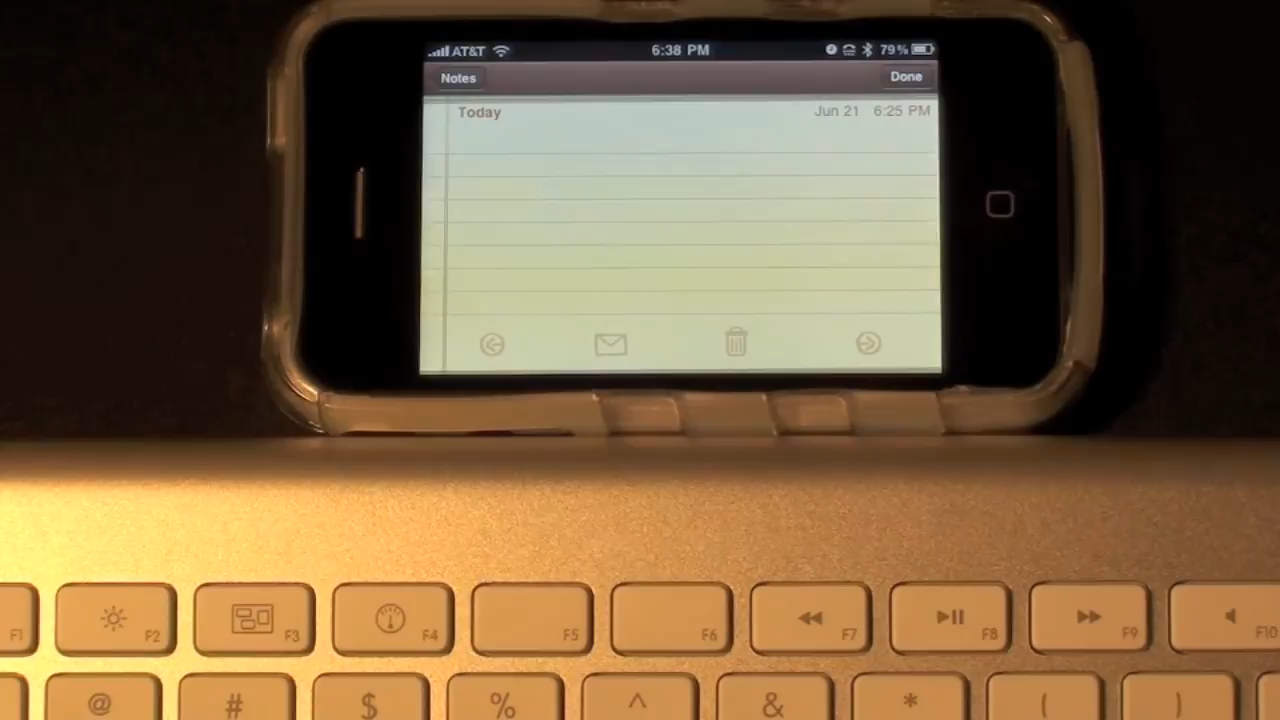 AT&T 6:38 PM 79%
Notes Done
Today Jun 21 6:25 PM
F1 F2 F3 F4 F5 F6 F7 F8 F9 F10
@ # $ % ^ & * ( )